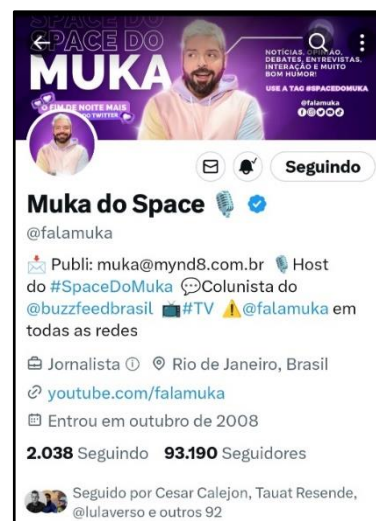 SPACE DO
SPACE DO
MUKA
NOTÍCIAS, OPINIÃO,
DEBATES, ENTREVISTAS,
INTERAÇÃO E MUITO
BOM HUMOR!
USE A TAG #SPACEDOMUKA
@falamuka
O FIM DE NOITE MAIS
DO TWITTER
Seguindo
Muka do Space
@falamuka
Publi: muka@mynd8.com.br Host
do #SpaceDoMuka Colunista do
@buzzfeedbrasil #TV @falamuka em
todas as redes
Jornalista Rio de Janeiro, Brasil
youtube.com/falamuka
Entrou em outubro de 2008
2.038 Seguindo 93.190 Seguidores
Seguido por Cesar Calejon, Tauat Resende,
@lulaverso e outros 92